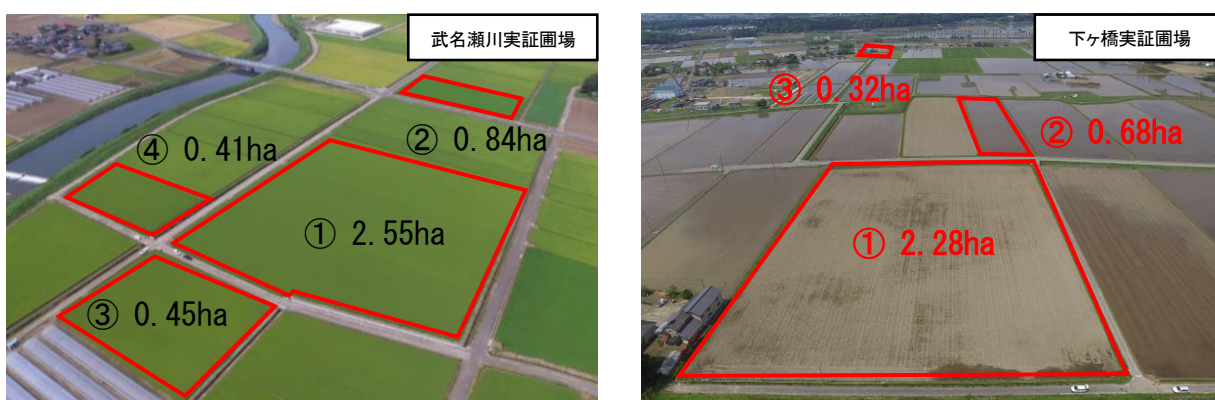 武名瀬川実証圃場
② 0.84ha
④ 0.41ha
① 2.55ha
③ 0.45ha
下ヶ橋実証圃場
③ 0.32ha
② 0.68ha
① 2.28ha